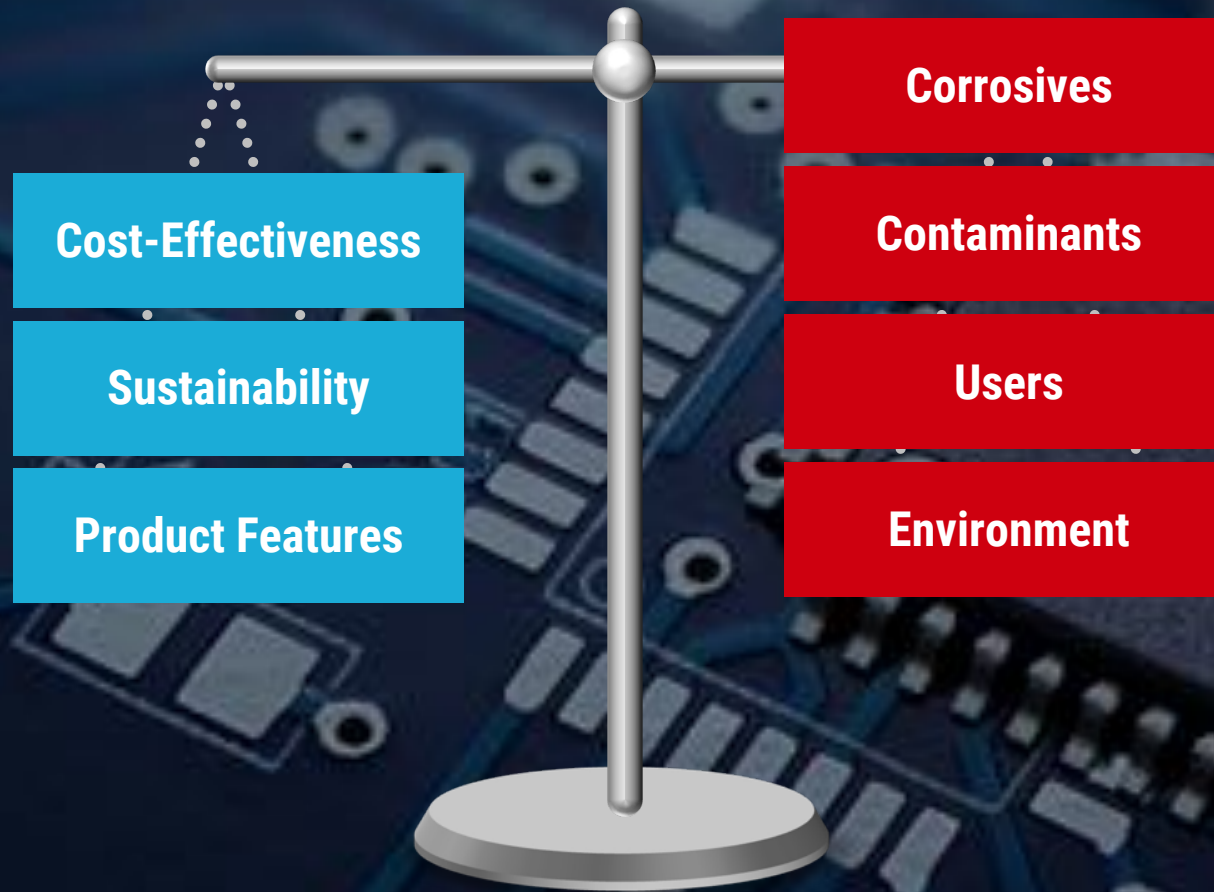 Cost-Effectiveness
Sustainability
Product Features
Corrosives
Contaminants
Users
Environment